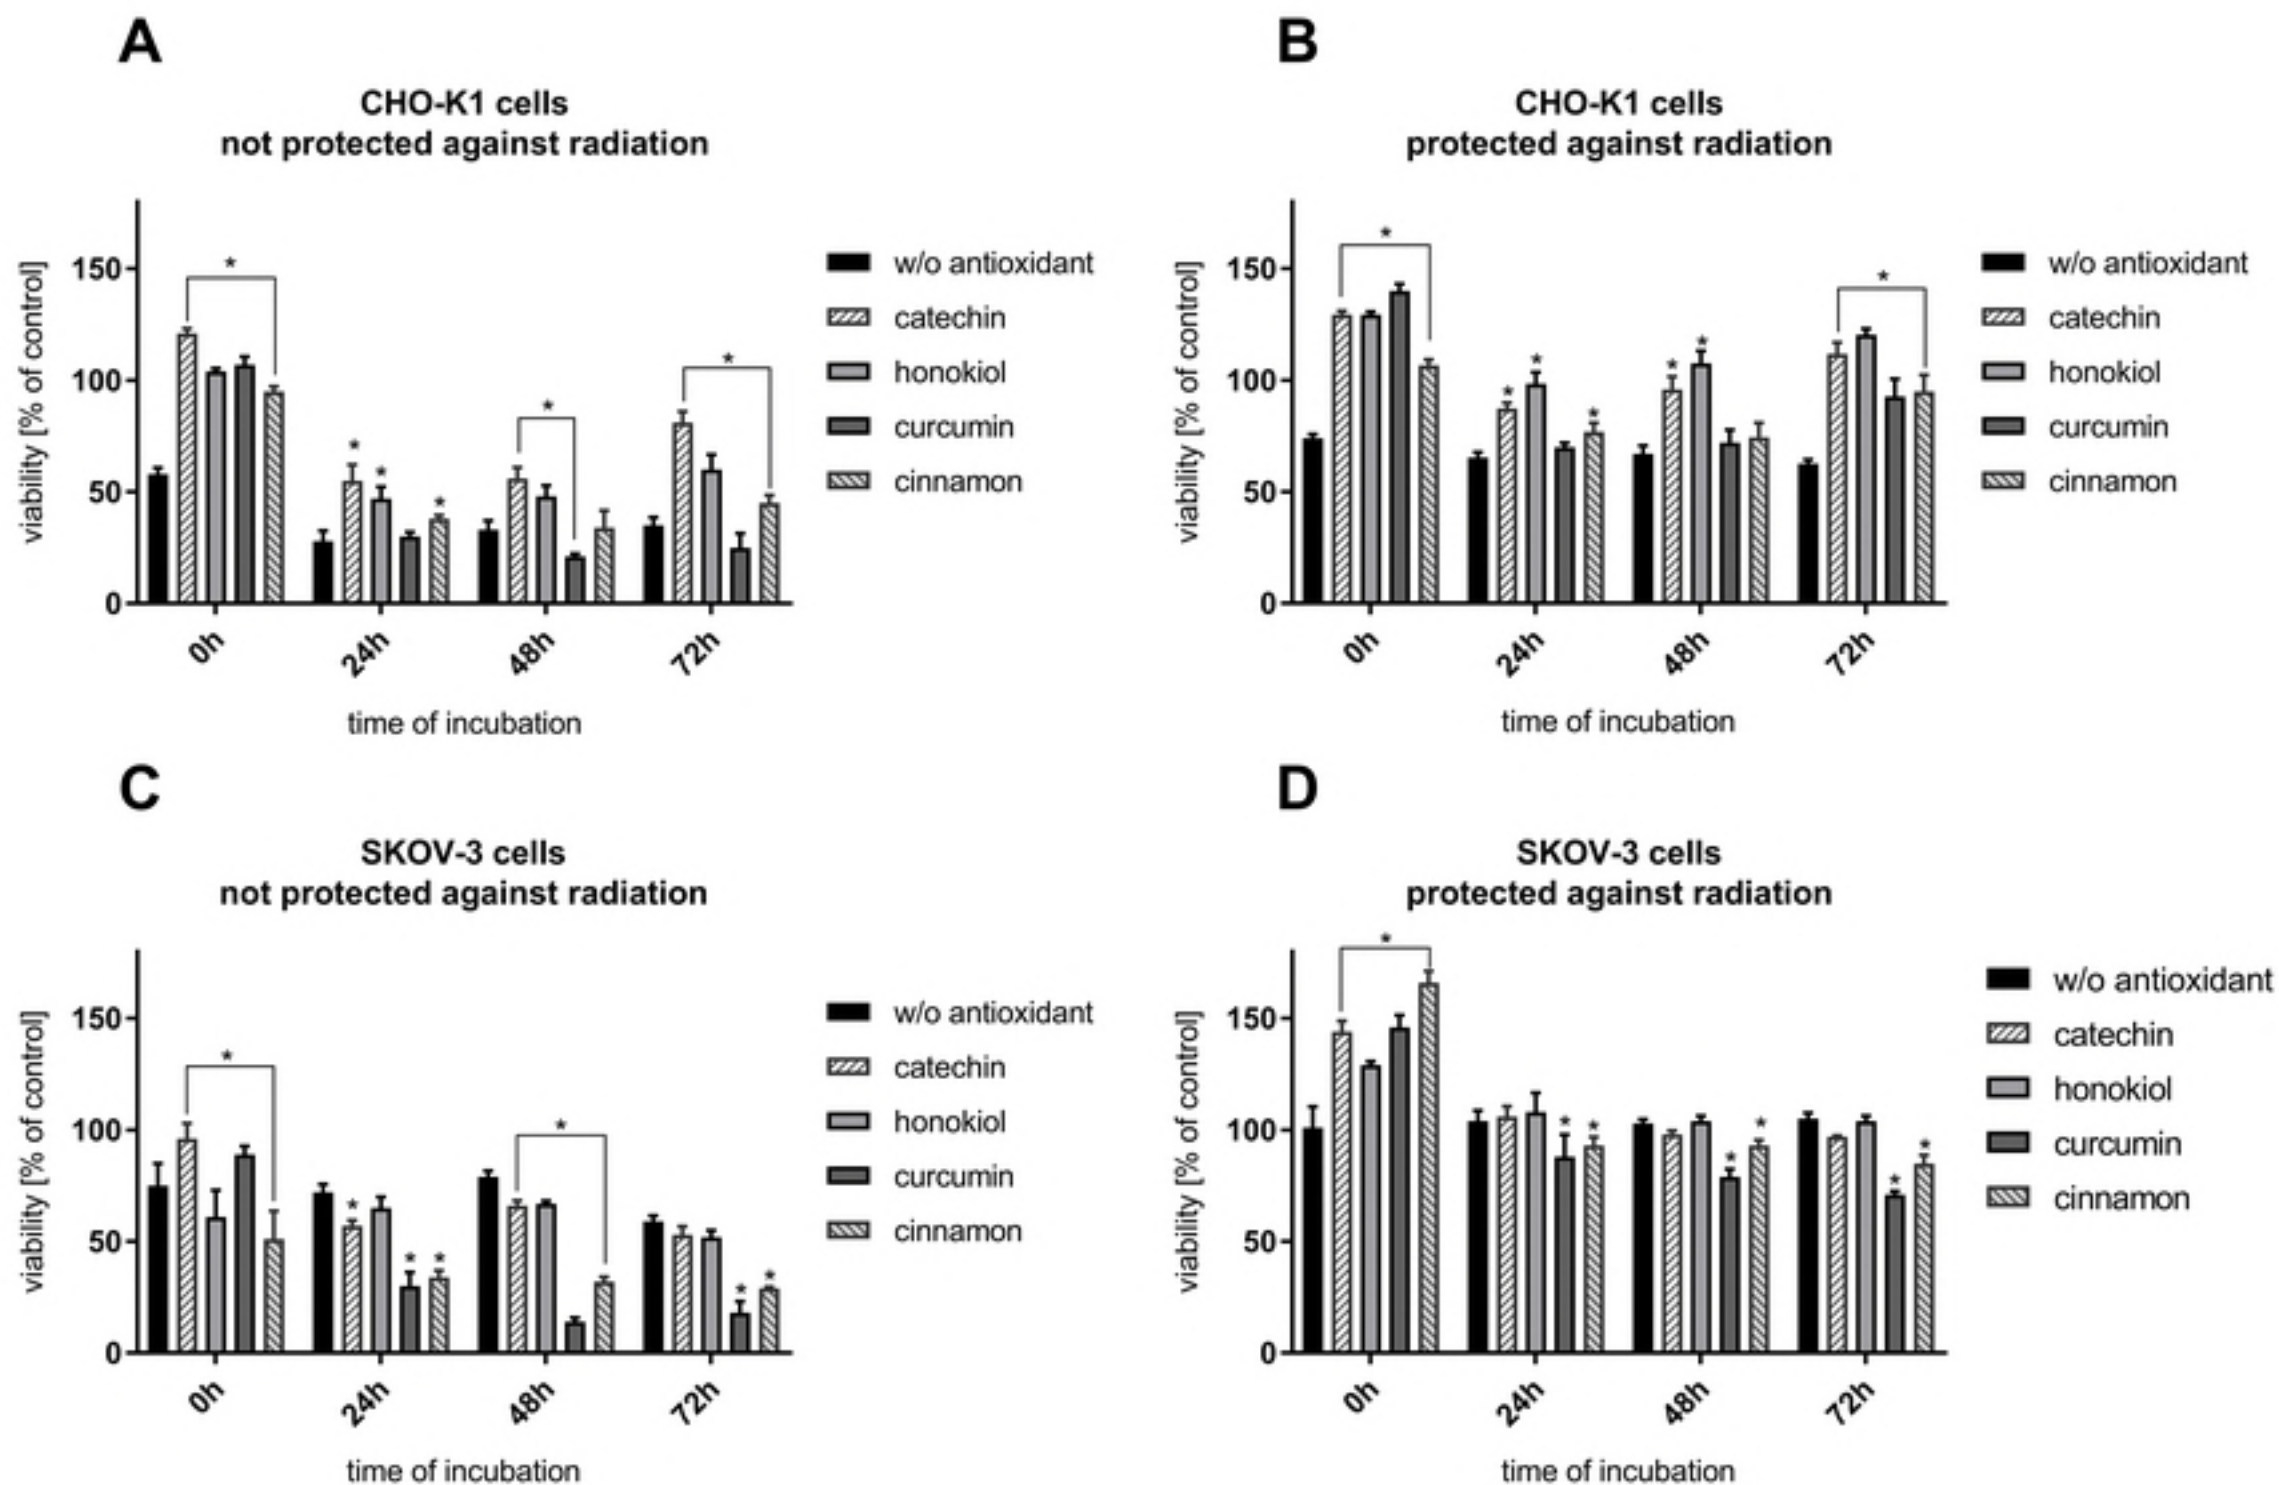 A
CHO-K1 cells
not protected against radiation
viability [% of control]
150
100
50
0
*
*
*
*
*
*
0h
24h
48h
72h
time of incubation
w/o antioxidant
catechin
honokiol
curcumin
cinnamon
B
CHO-K1 cells
protected against radiation
viability [% of control]
150
100
50
0
*
*
*
*
*
*
*
0h
24h
48h
72h
time of incubation
w/o antioxidant
catechin
honokiol
curcumin
cinnamon
C
SKOV-3 cells
not protected against radiation
viability [% of control]
150
100
50
0
*
*
*
*
*
*
*
0h
24h
48h
72h
time of incubation
w/o antioxidant
catechin
honokiol
curcumin
cinnamon
D
SKOV-3 cells
protected against radiation
viability [% of control]
150
100
50
0
*
*
*
*
*
*
*
0h
24h
48h
72h
time of incubation
w/o antioxidant
catechin
honokiol
curcumin
cinnamon